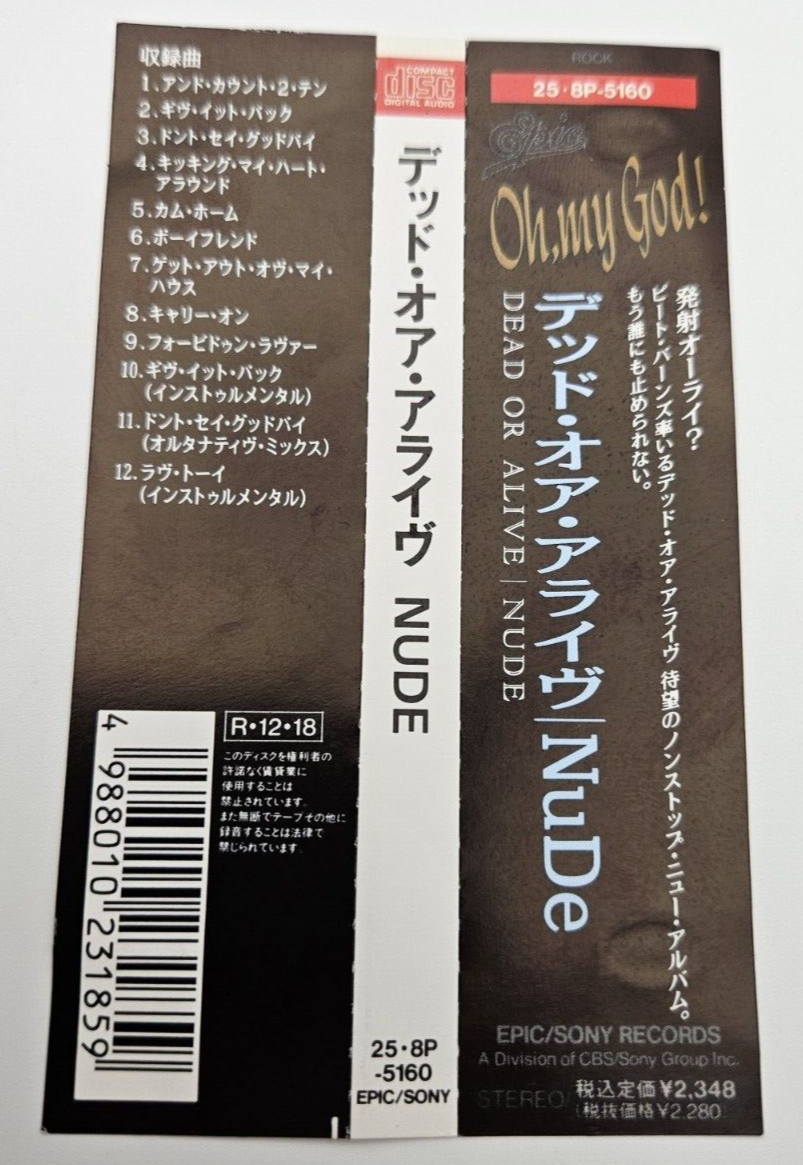 収録曲
1.アンド・カウント・2・テン
2.ギヴ・イット・バック
3.ドント・セイ・グッドバイ
4.キッキング・マイ・ハート・
アラウンド
5.カム・ホーム
6.ボーイフレンド
7.ゲット・アウト・オヴ・マイ・
ハウス
8.キャリー・オン
9.フォービドゥン・ラヴァー
10.ギヴ・イット・バック
(インストゥルメンタル)
11.ドント・セイ・グッドバイ
(オルタナティヴ・ミックス)
12.ラヴ・トーイ
(インストゥルメンタル)
4 988010 231859
R・12・18
このディスクを権利者の
許諾なく賃貸業に
使用することは
禁止されています
また無断でテープその他に
録音することは法律で
禁じられています
COMPACT
disc
DIGITAL AUDIO
デッド・オア・アライヴ NUDE
25・8P
-5160
EPIC/SONY
ROCK
25・8P-5160
Epic
Oh, my God!
発射オーライ?
ピート・バーンズ率いるデッド・オア・アライヴ 待望のノンストップ・ニュー・アルバム。
もう誰にも止められない。
デッド・オア・アライヴ|NuDe
DEAD OR ALIVE | NUDE
EPIC/SONY RECORDS
A Division of CBS/Sony Group Inc.
STEREO/
税込定価¥2,348
(税抜価格¥2.280)